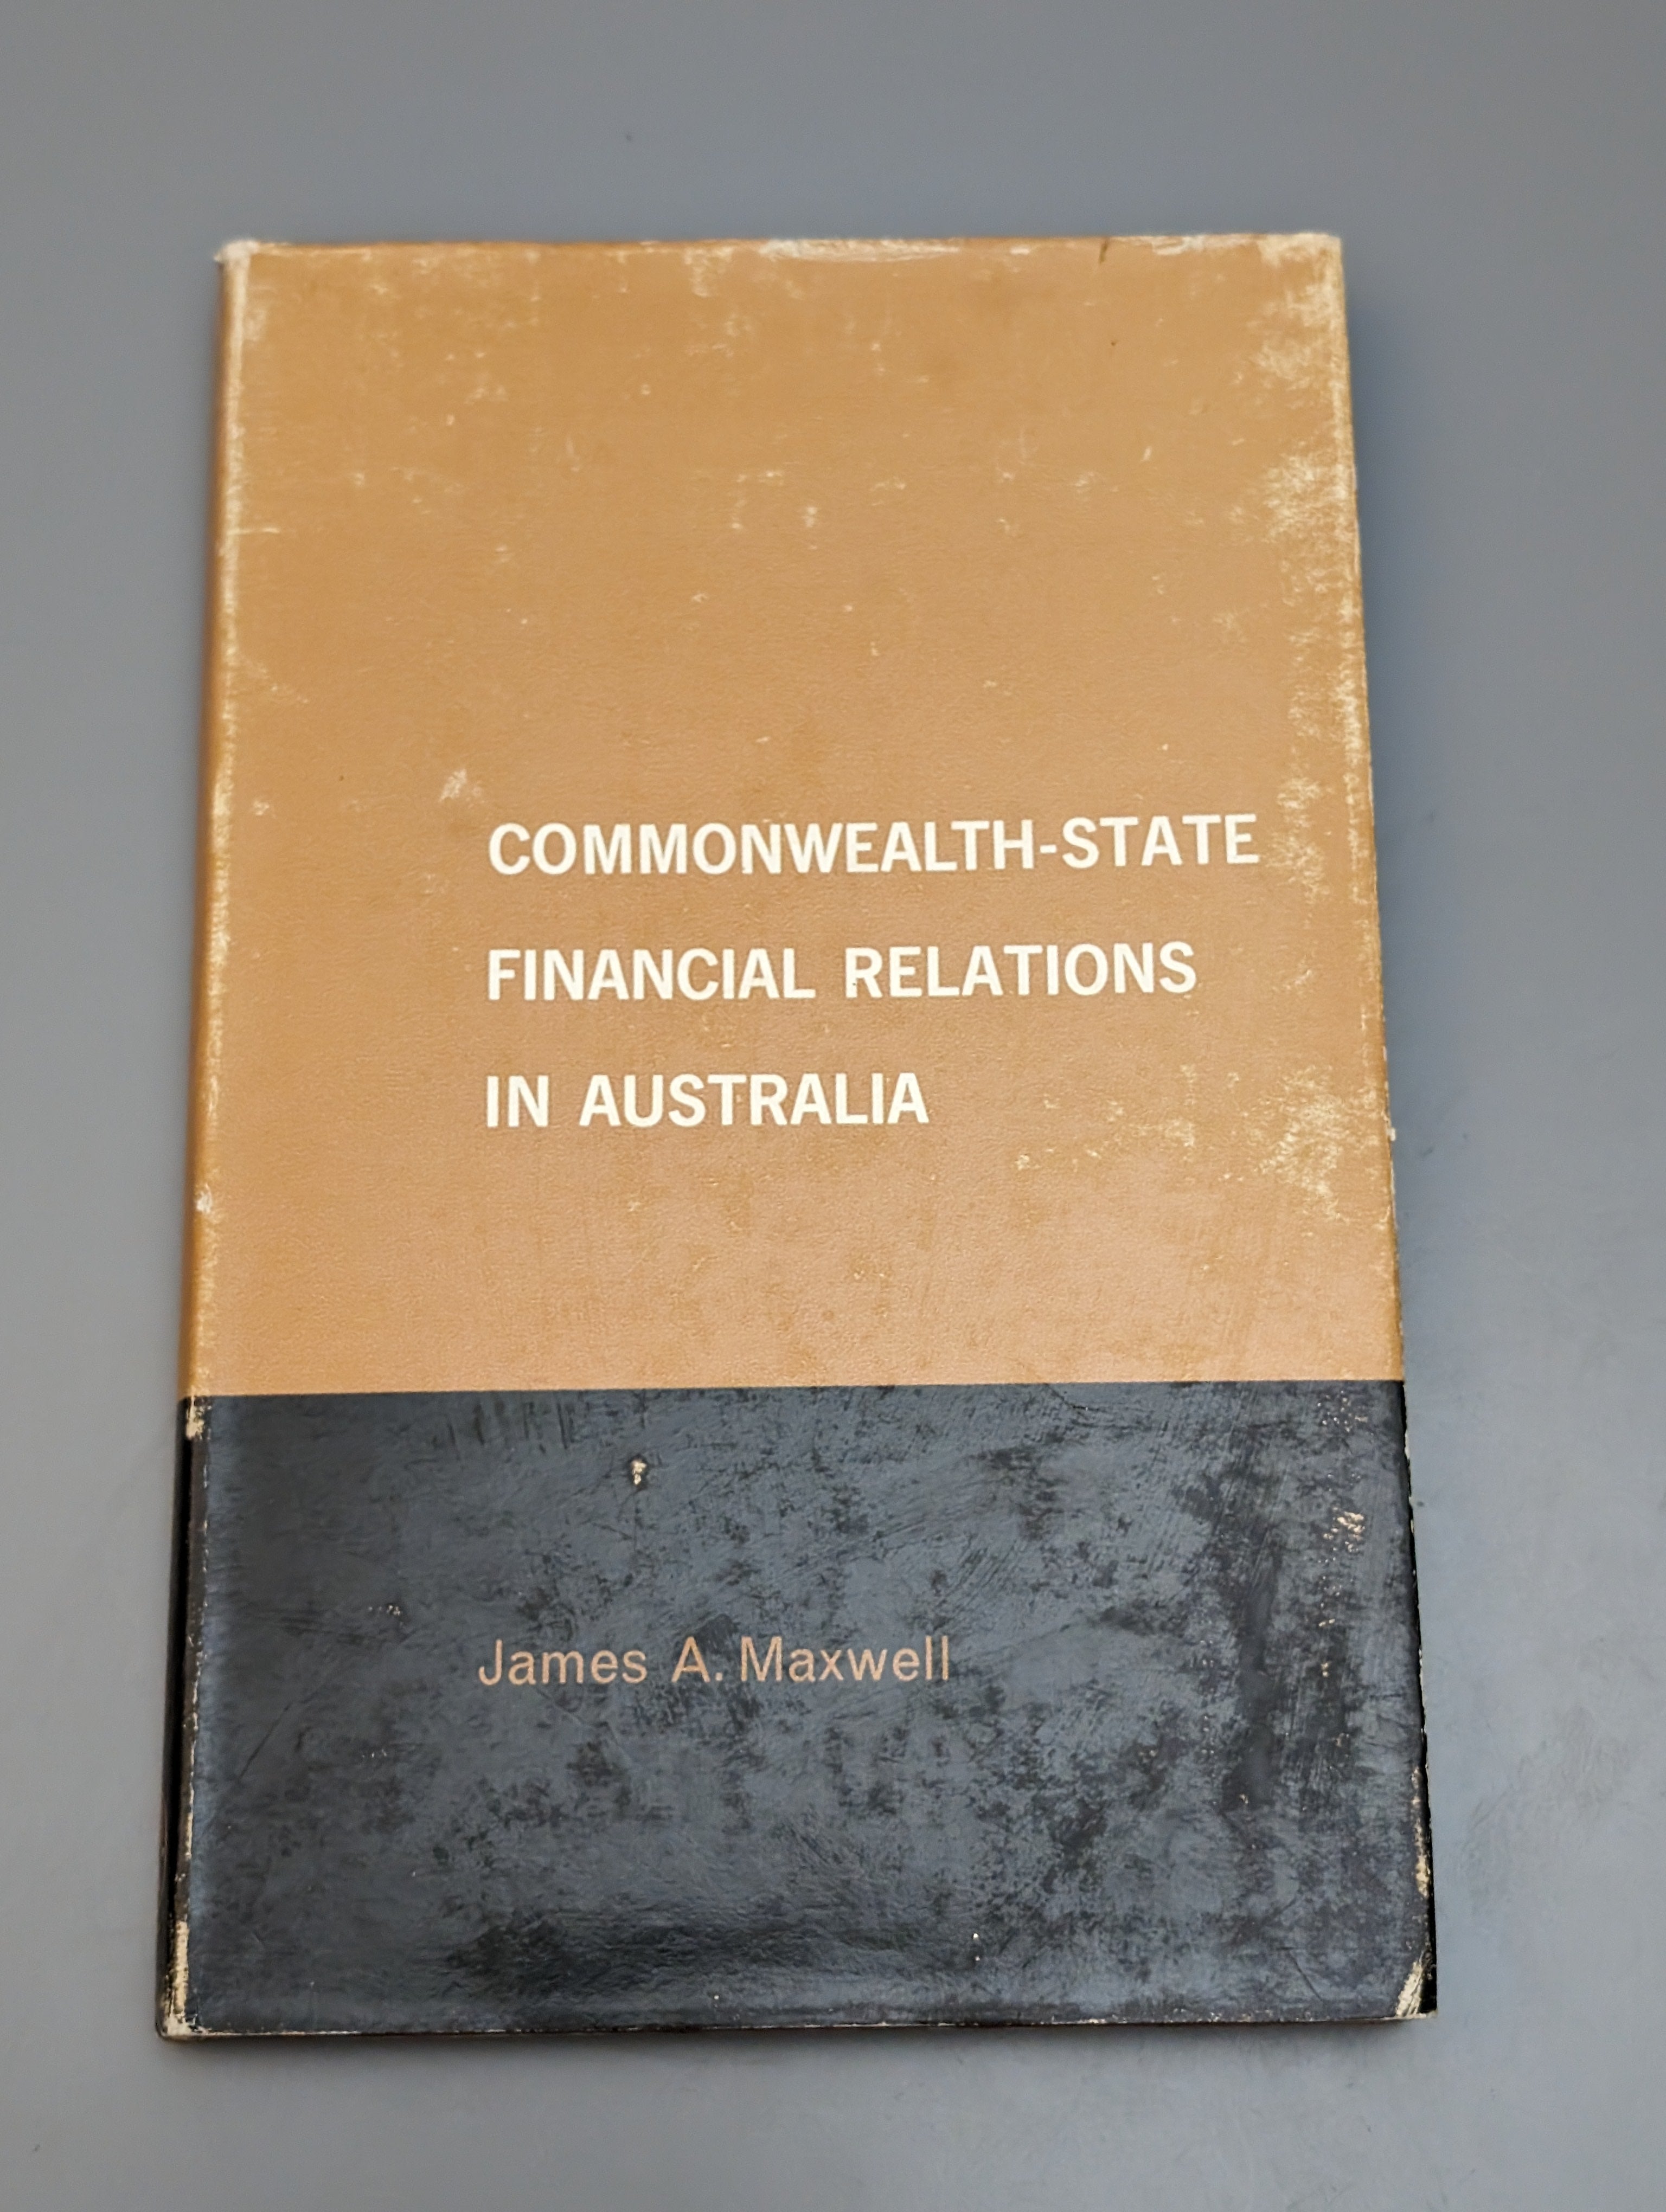 COMMONWEALTH-STATE
FINANCIAL RELATIONS
IN AUSTRALIA
James A. Maxwell